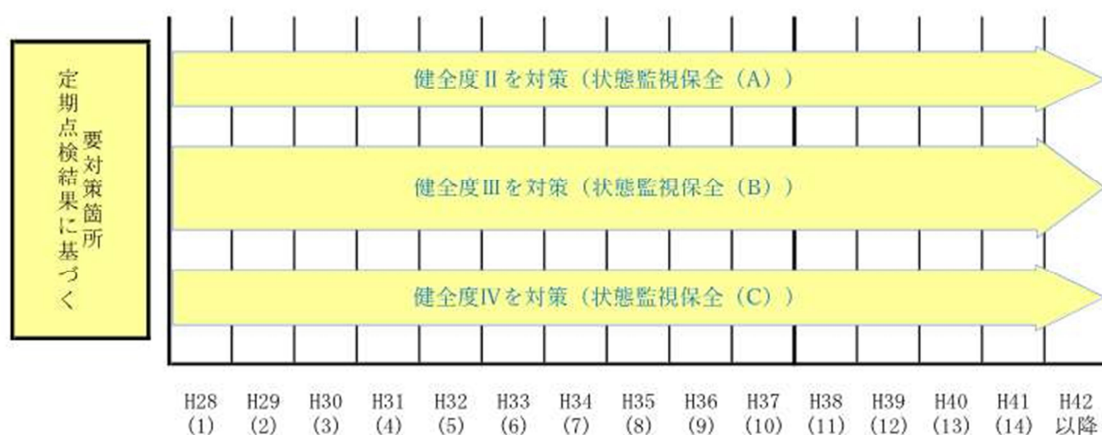 定期点検結果に基づく
要対策箇所
健全度Ⅱを対策（状態監視保全（A））
健全度Ⅲを対策（状態監視保全（B））
健全度Ⅳを対策（状態監視保全（C））
H28 H29 H30 H31 H32 H33 H34 H35 H36 H37 H38 H39 H40 H41 H42
(1) (2) (3) (4) (5) (6) (7) (8) (9) (10) (11) (12) (13) (14) 以降